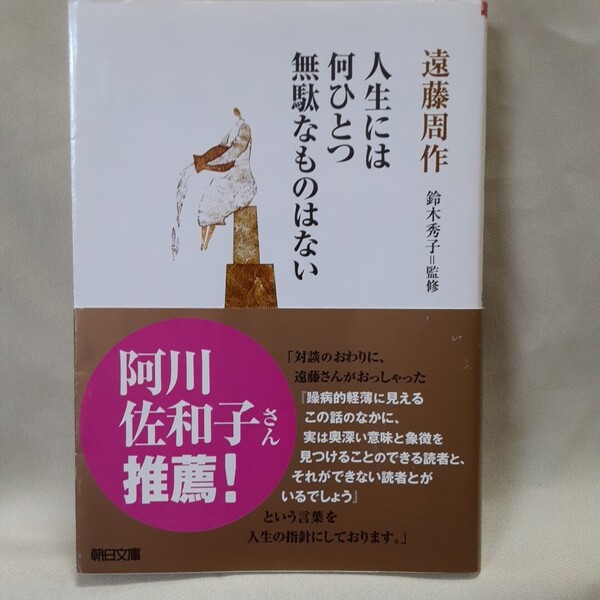 遠藤周作
鈴木秀子＝監修
人生には
何ひとつ
無駄なものはない
阿川
佐和子さん
推薦！
「対談のおわりに、
遠藤さんがおっしゃった
『躁病的軽薄に見える
この話のなかに、
実は奥深い意味と象徴を
見つけることのできる読者と、
それができない読者とが
いるでしょう』
という言葉を
人生の指針にしております。」
朝日文庫